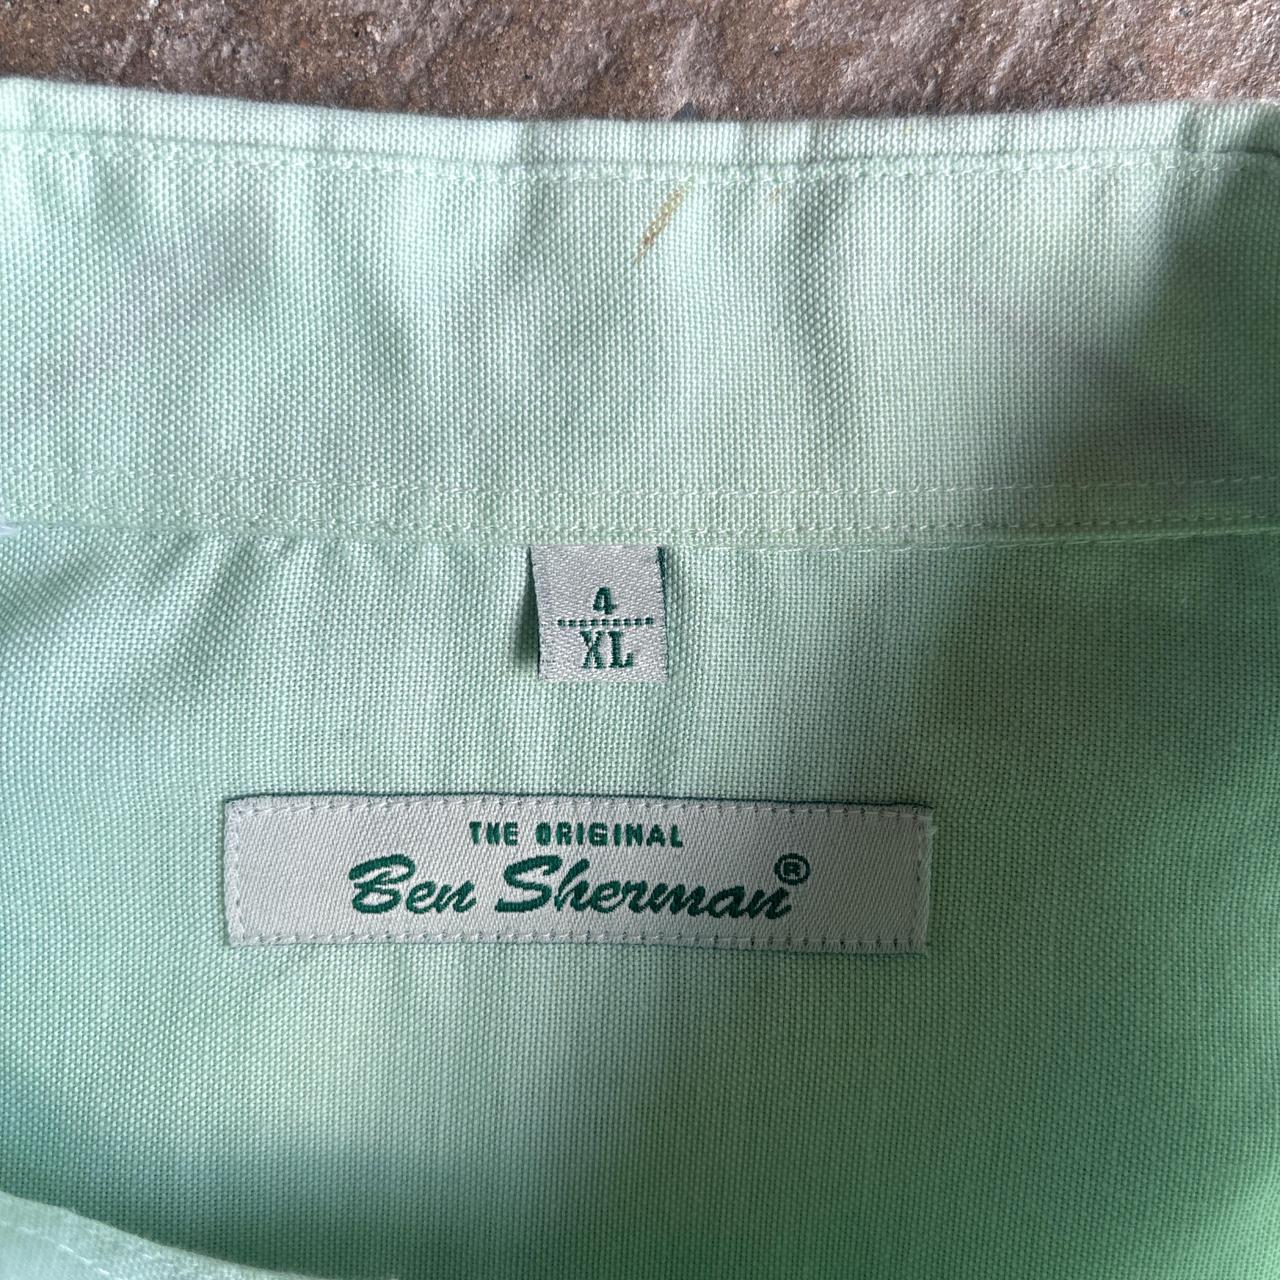 4
XL
THE ORIGINAL
Ben Sherman®